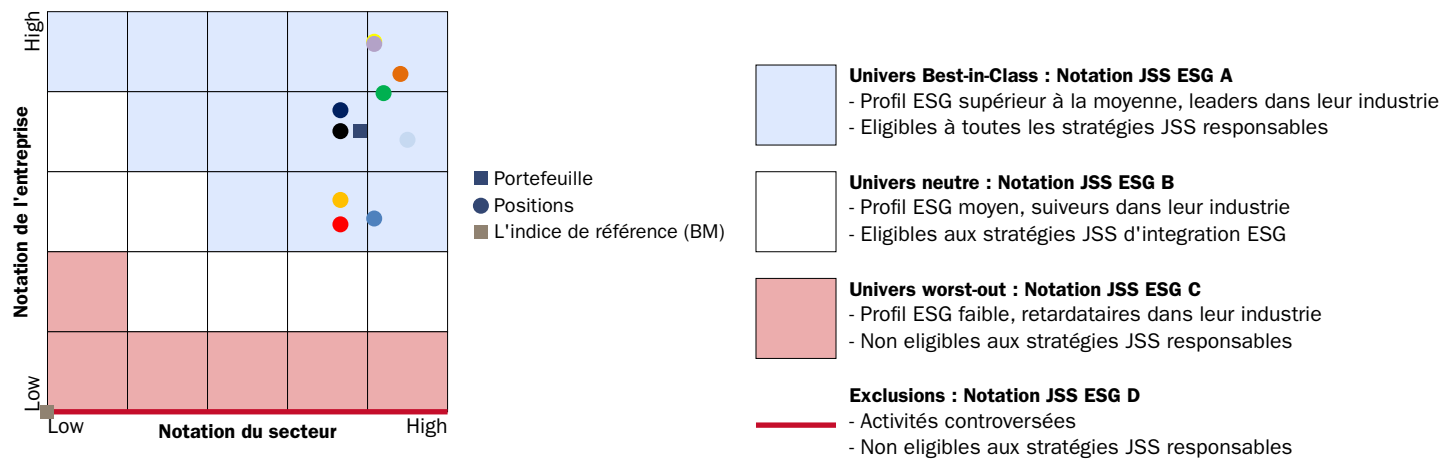 High
Notation de l'entreprise
Low
Low
Notation du secteur
High
Portefeuille
Positions
L'indice de référence (BM)
Univers Best-in-Class : Notation JSS ESG A
- Profil ESG supérieur à la moyenne, leaders dans leur industrie
- Eligibles à toutes les stratégies JSS responsables
Univers neutre : Notation JSS ESG B
- Profil ESG moyen, suiveurs dans leur industrie
- Eligibles aux stratégies JSS d'integration ESG
Univers worst-out : Notation JSS ESG C
- Profil ESG faible, retardataires dans leur industrie
- Non eligibles aux stratégies JSS responsables
Exclusions : Notation JSS ESG D
- Activités controversées
- Non eligibles aux stratégies JSS responsables